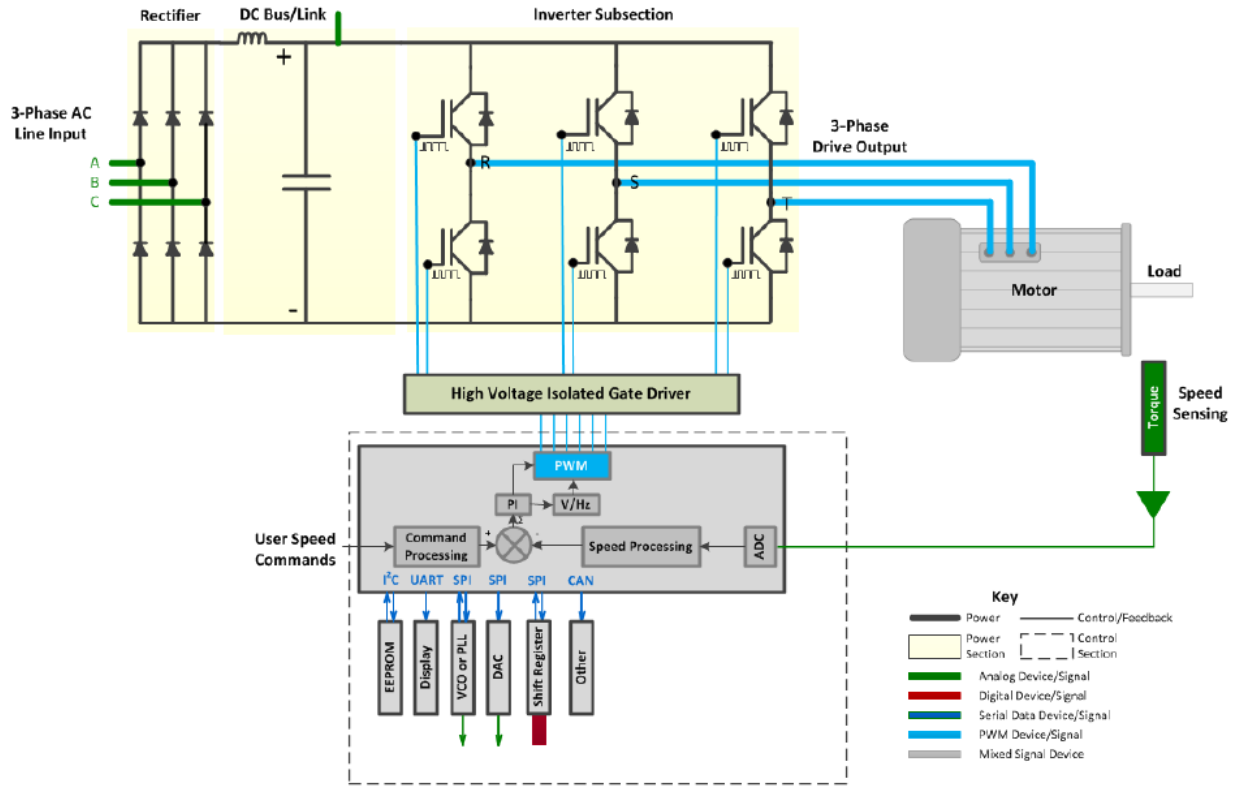 Rectifier
DC Bus/Link
Inverter Subsection
+
-
3-Phase AC
Line Input
A
B
C
R
S
T
3-Phase
Drive Output
Motor
Load
High Voltage Isolated Gate Driver
Torque
Speed
Sensing
PWM
PI
V/Hz
Σ
+
-
User Speed
Commands
Command
Processing
Speed Processing
ADC
I²C
UART
SPI
SPI
SPI
CAN
EEPROM
Display
VCO or PLL
DAC
Shift Register
Other
Key
Power
Control/Feedback
Power
Section
Control
Section
Analog Device/Signal
Digital Device/Signal
Serial Data Device/Signal
PWM Device/Signal
Mixed Signal Device